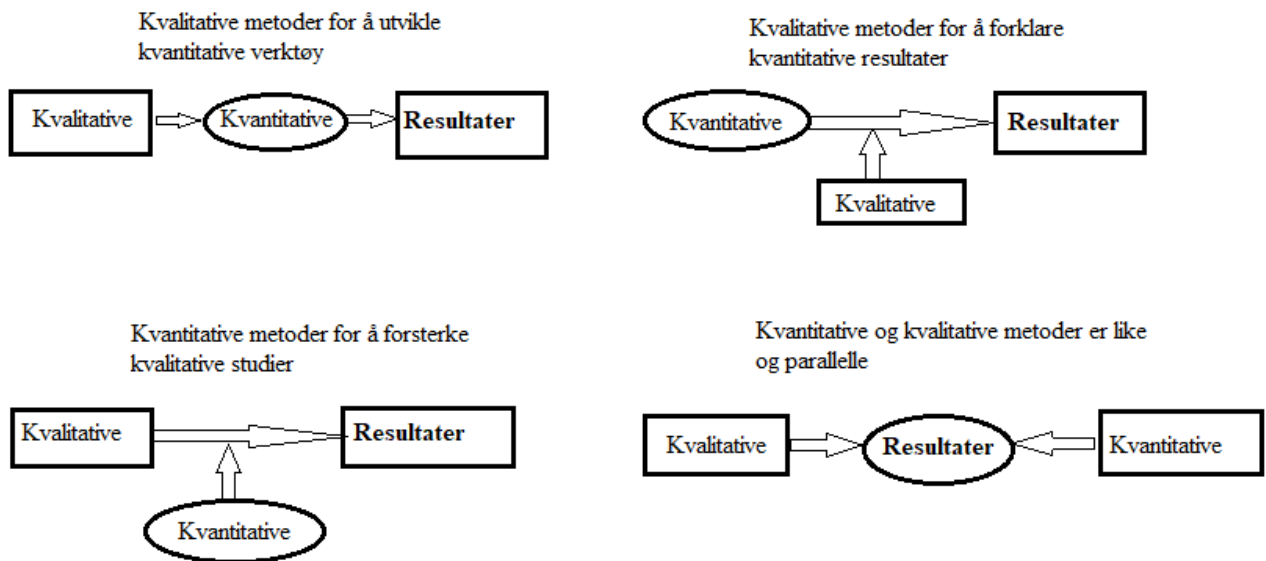 Kvalitative metoder for å utvikle
kvantitative verktøy
Kvalitative
Kvantitative
Resultater
Kvalitative metoder for å forklare
kvantitative resultater
Kvantitative
Resultater
Kvalitative
Kvantitative metoder for å forsterke
kvalitative studier
Kvalitative
Resultater
Kvantitative
Kvantitative og kvalitative metoder er like
og parallelle
Kvalitative
Resultater
Kvantitative